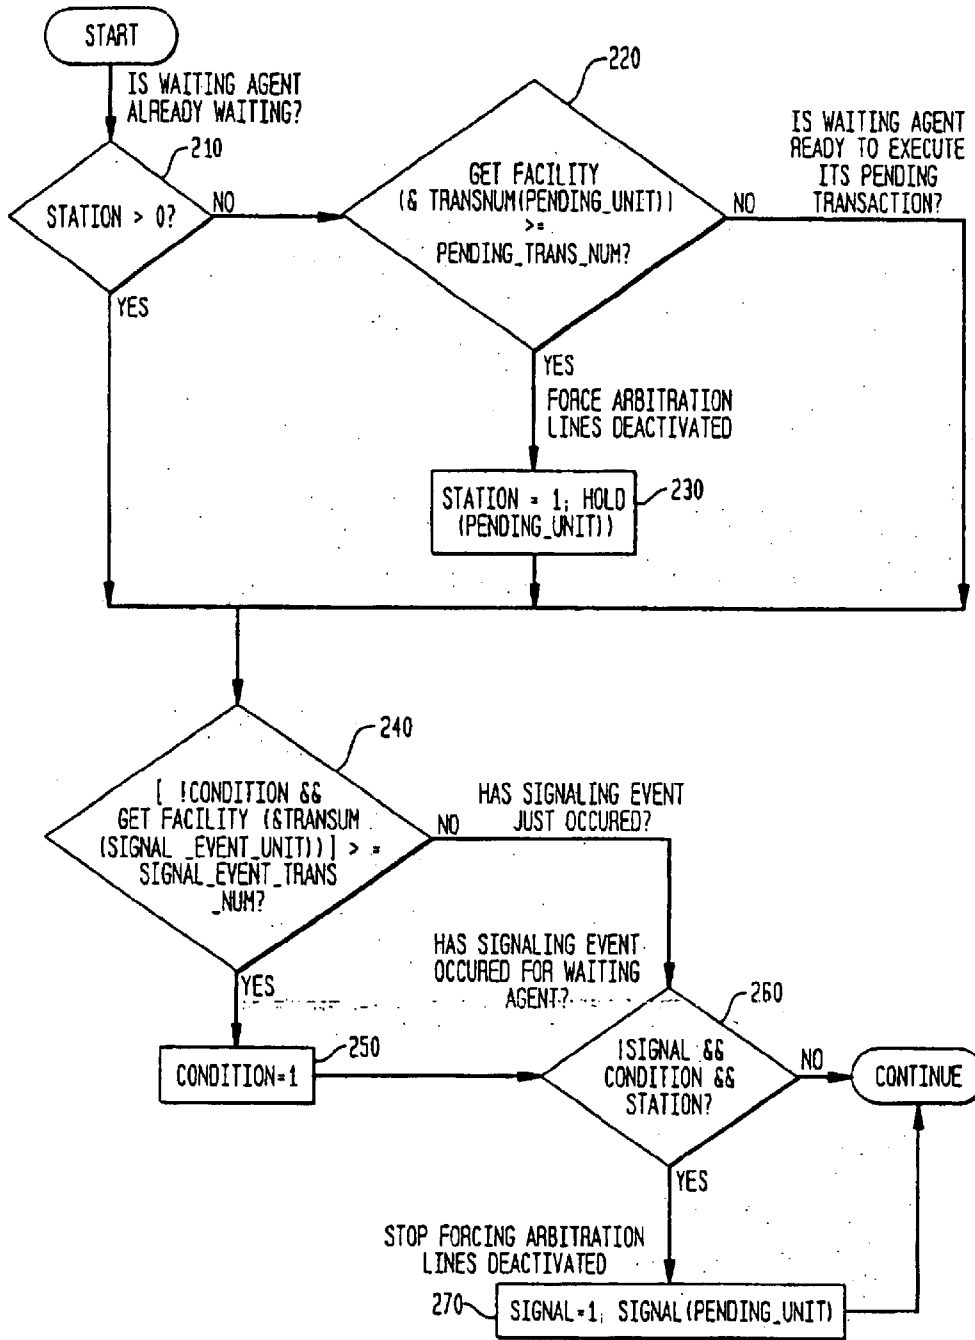 START
IS WAITING AGENT
ALREADY WAITING?
210
STATION > 0?
NO
YES
220
GET FACILITY
(& TRANSNUM(PENDING_UNIT))
>=
PENDING_TRANS_NUM?
NO
YES
IS WAITING AGENT
READY TO EXECUTE
ITS PENDING
TRANSACTION?
FORCE ARBITRATION
LINES DEACTIVATED
STATION = 1; HOLD
(PENDING_UNIT))
230
240
[ !CONDITION &&
GET FACILITY (&TRANSUM
(SIGNAL _EVENT_UNIT))] > =
SIGNAL_EVENT_TRANS
_NUM?
NO
YES
HAS SIGNALING EVENT
JUST OCCURED?
HAS SIGNALING EVENT
OCCURED FOR WAITING
AGENT?
250
CONDITION=1
260
!SIGNAL &&
CONDITION &&
STATION?
NO
CONTINUE
YES
STOP FORCING ARBITRATION
LINES DEACTIVATED
270
SIGNAL=1; SIGNAL(PENDING_UNIT)